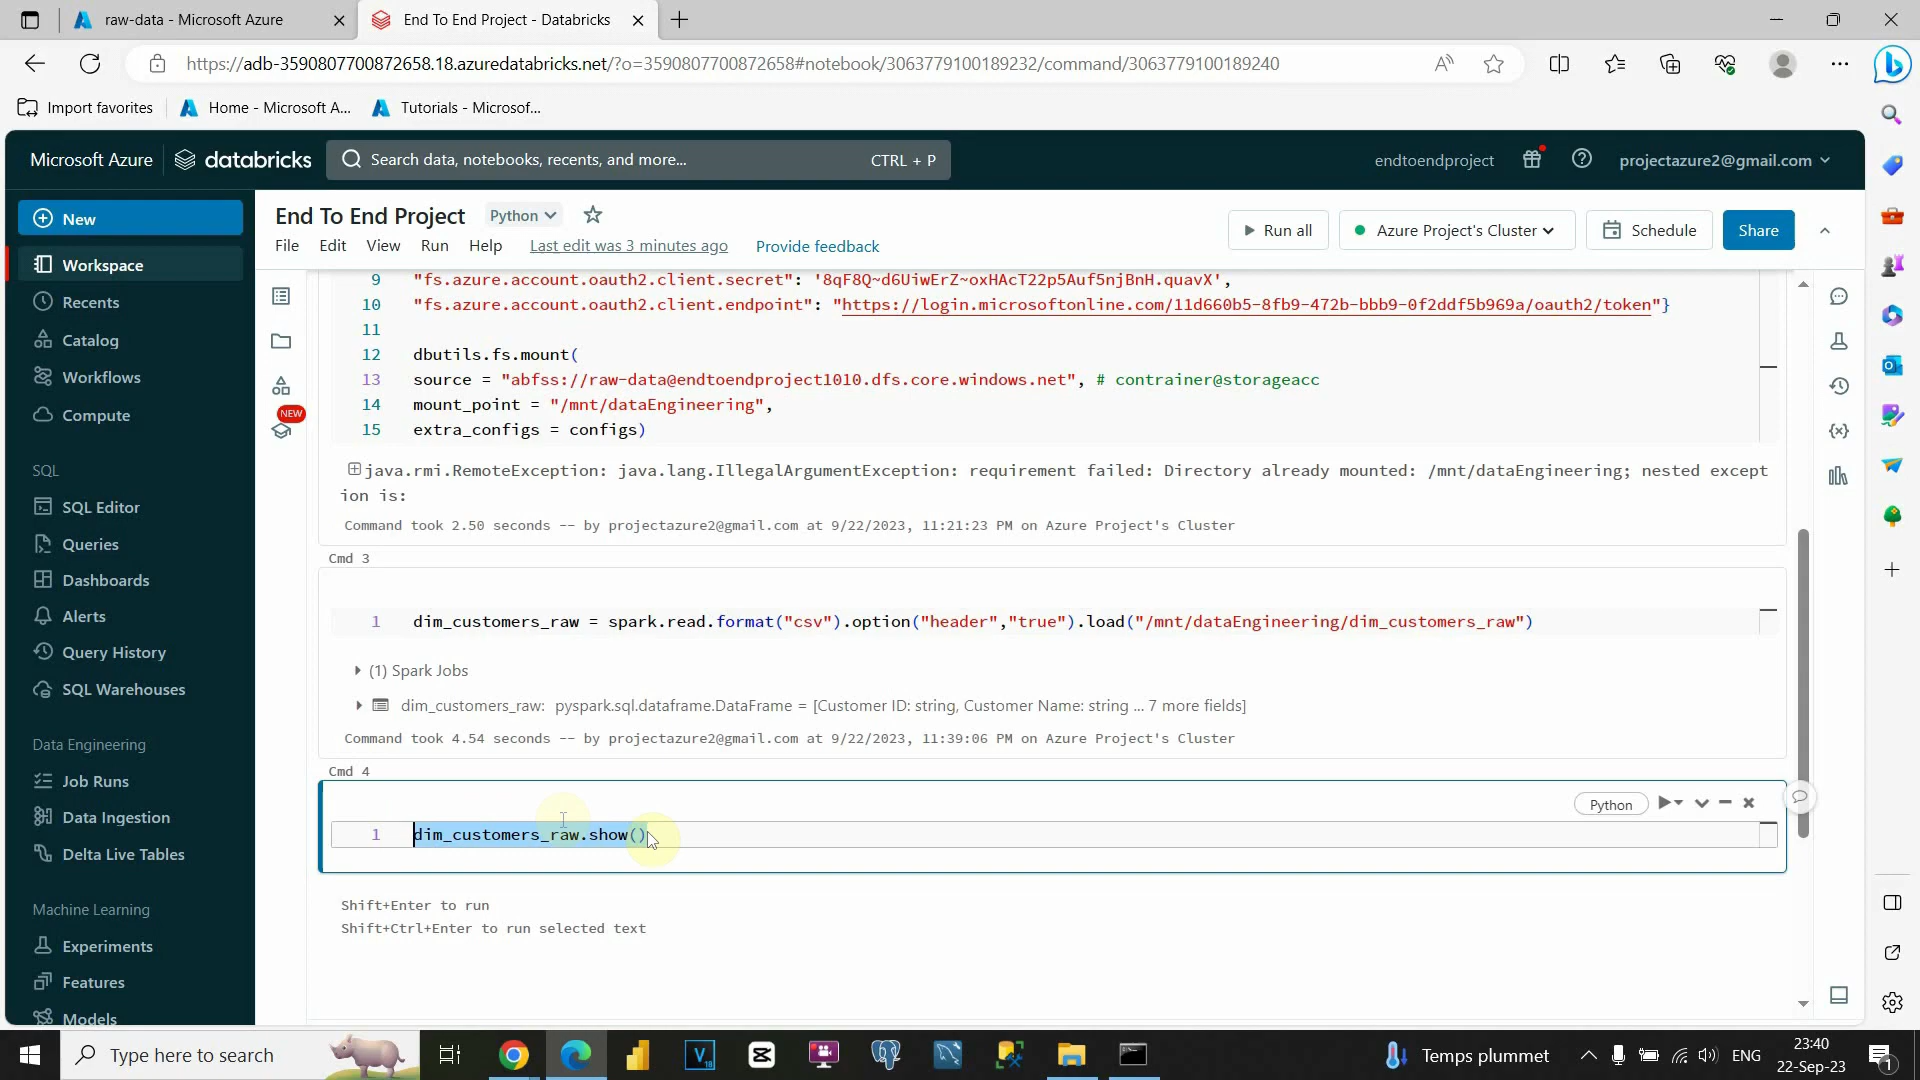 raw-data - Microsoft Azure
End To End Project - Databricks
https://adb-3590807700872658.18.azuredatabricks.net/?o=3590807700872658#notebook/3063779100189232/command/3063779100189240
Import favorites
Home - Microsoft A...
Tutorials - Microsof...
Microsoft Azure
databricks
Search data, notebooks, recents, and more...
CTRL + P
endtoendproject
projectazure2@gmail.com
New
Workspace
Recents
Catalog
Workflows
Compute
SQL
SQL Editor
Queries
Dashboards
Alerts
Query History
SQL Warehouses
Data Engineering
Job Runs
Data Ingestion
Delta Live Tables
Machine Learning
Experiments
Features
Models
End To End Project
Python
File Edit View Run Help Last edit was 3 minutes ago Provide feedback
Run all
Azure Project's Cluster
Schedule
Share
NEW
9 "fs.azure.account.oauth2.client.secret": '8qF8Q~d6UiwErZ~oxHAcT22p5Auf5njBnH.quavX',
10 "fs.azure.account.oauth2.client.endpoint": "https://login.microsoftonline.com/11d660b5-8fb9-472b-bbb9-0f2ddf5b969a/oauth2/token"}
11
12 dbutils.fs.mount(
13 source = "abfss://raw-data@endtoendproject1010.dfs.core.windows.net", # contrainer@storageacc
14 mount_point = "/mnt/dataEngineering",
15 extra_configs = configs)
java.rmi.RemoteException: java.lang.IllegalArgumentException: requirement failed: Directory already mounted: /mnt/dataEngineering; nested except
ion is:
Command took 2.50 seconds -- by projectazure2@gmail.com at 9/22/2023, 11:21:23 PM on Azure Project's Cluster
Cmd 3
1 dim_customers_raw = spark.read.format("csv").option("header","true").load("/mnt/dataEngineering/dim_customers_raw")
(1) Spark Jobs
dim_customers_raw: pyspark.sql.dataframe.DataFrame = [Customer ID: string, Customer Name: string ... 7 more fields]
Command took 4.54 seconds -- by projectazure2@gmail.com at 9/22/2023, 11:39:06 PM on Azure Project's Cluster
Cmd 4
Python
1 dim_customers_raw.show()
Shift+Enter to run
Shift+Ctrl+Enter to run selected text
Type here to search
Temps plummet
ENG
23:40
22-Sep-23
1